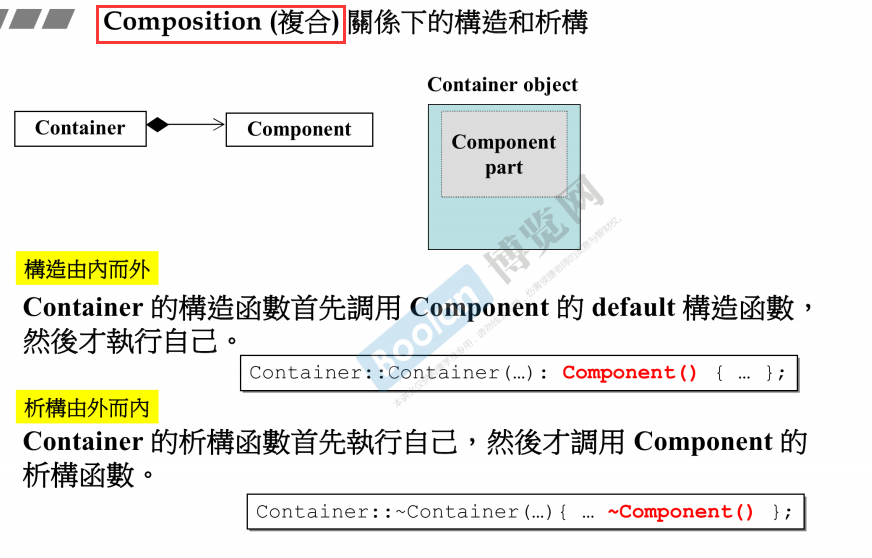 Composition (複合) 關係下的構造和析構
Container object
Container
Component
Component
part
構造由內而外
Container 的構造函數首先調用 Component 的 default 構造函數，
然後才執行自己。
Container::Container(…): Component() { … };
析構由外而內
Container 的析構函數首先執行自己，然後才調用 Component 的
析構函數。
Container::~Container(…){ … ~Component() };
Boolan 博览网